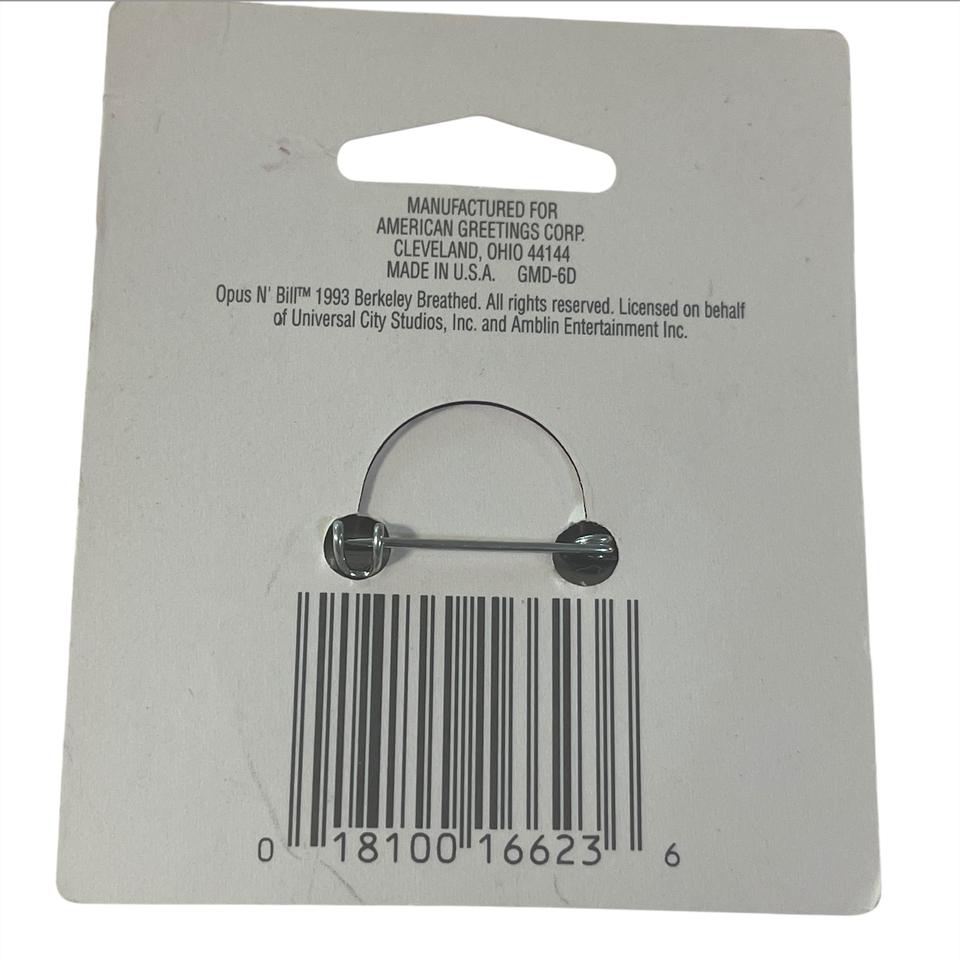 MANUFACTURED FOR
AMERICAN GREETINGS CORP.
CLEVELAND, OHIO 44144
MADE IN U.S.A. GMD-6D
Opus N' Bill™ 1993 Berkeley Breathed. All rights reserved. Licensed on behalf
of Universal City Studios, Inc. and Amblin Entertainment Inc.
0 18100 16623 6